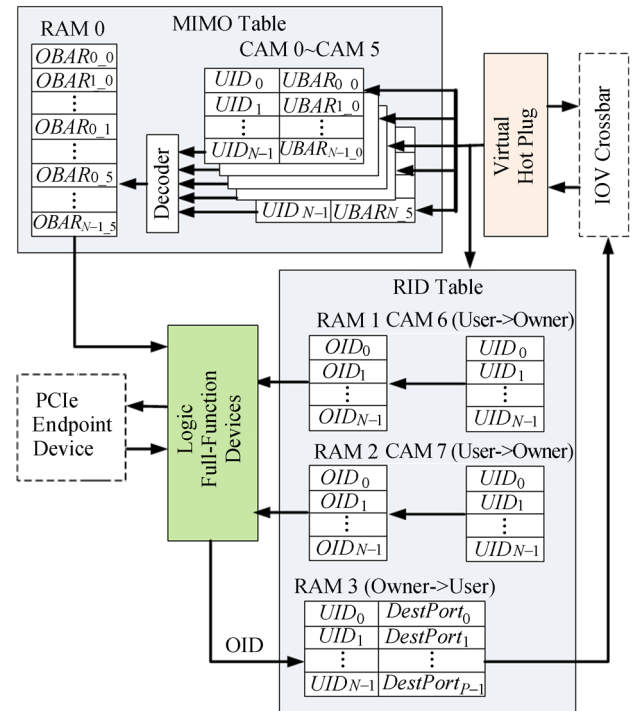 RAM 0
MIMO Table
CAM 0~CAM 5
OBAR0_0
OBAR1_0
⋮
OBAR0_1
⋮
OBAR0_5
⋮
OBARN−1_5
Decoder
UID0 UBAR0_0
UID1 UBAR1_0
⋮ ⋮
UIDN−1 UBARN−1_0
UIDN−1 UBARN_5
Virtual
Hot Plug
IOV Crossbar
RID Table
RAM 1 CAM 6 (User->Owner)
OID0 UID0
OID1 UID1
⋮ ⋮
OIDN−1 UIDN−1
RAM 2 CAM 7 (User->Owner)
OID0 UID0
OID1 UID1
⋮ ⋮
OIDN−1 UIDN−1
RAM 3 (Owner->User)
UID0 DestPort0
UID1 DestPort1
⋮ ⋮
UIDN−1 DestPortP−1
OID
Logic
Full-Function
Devices
PCIe
Endpoint
Device